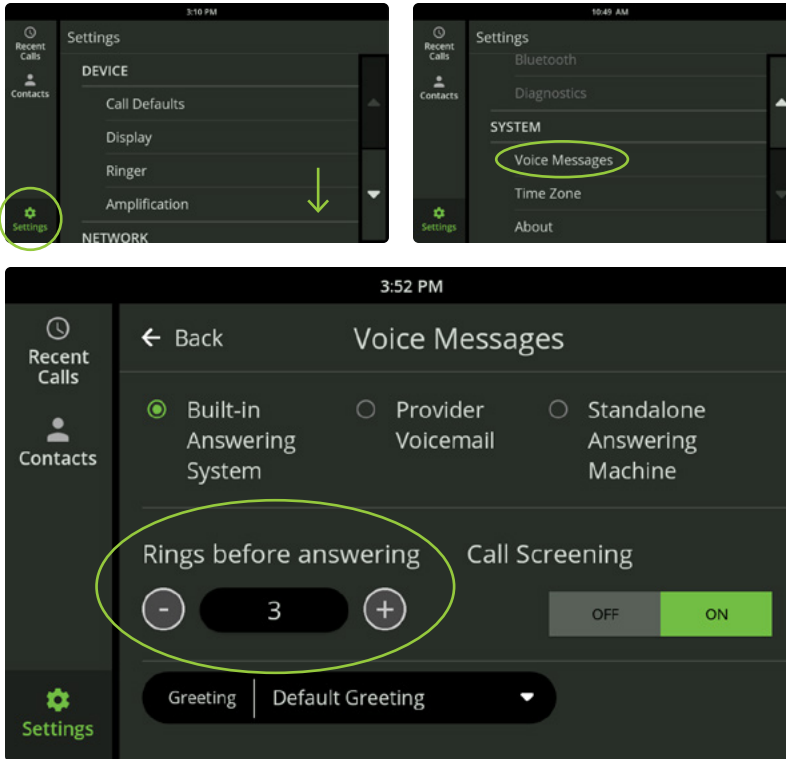 3:10 PM
Recent
Calls
Contacts
Settings
Settings
DEVICE
Call Defaults
Display
Ringer
Amplification
NETWORK
10:49 AM
Recent
Calls
Contacts
Settings
Settings
Bluetooth
Diagnostics
SYSTEM
Voice Messages
Time Zone
About
3:52 PM
Recent
Calls
Contacts
Settings
← Back
Voice Messages
Built-in
Answering
System
Provider
Voicemail
Standalone
Answering
Machine
Rings before answering
- 3 +
Call Screening
OFF ON
Greeting Default Greeting